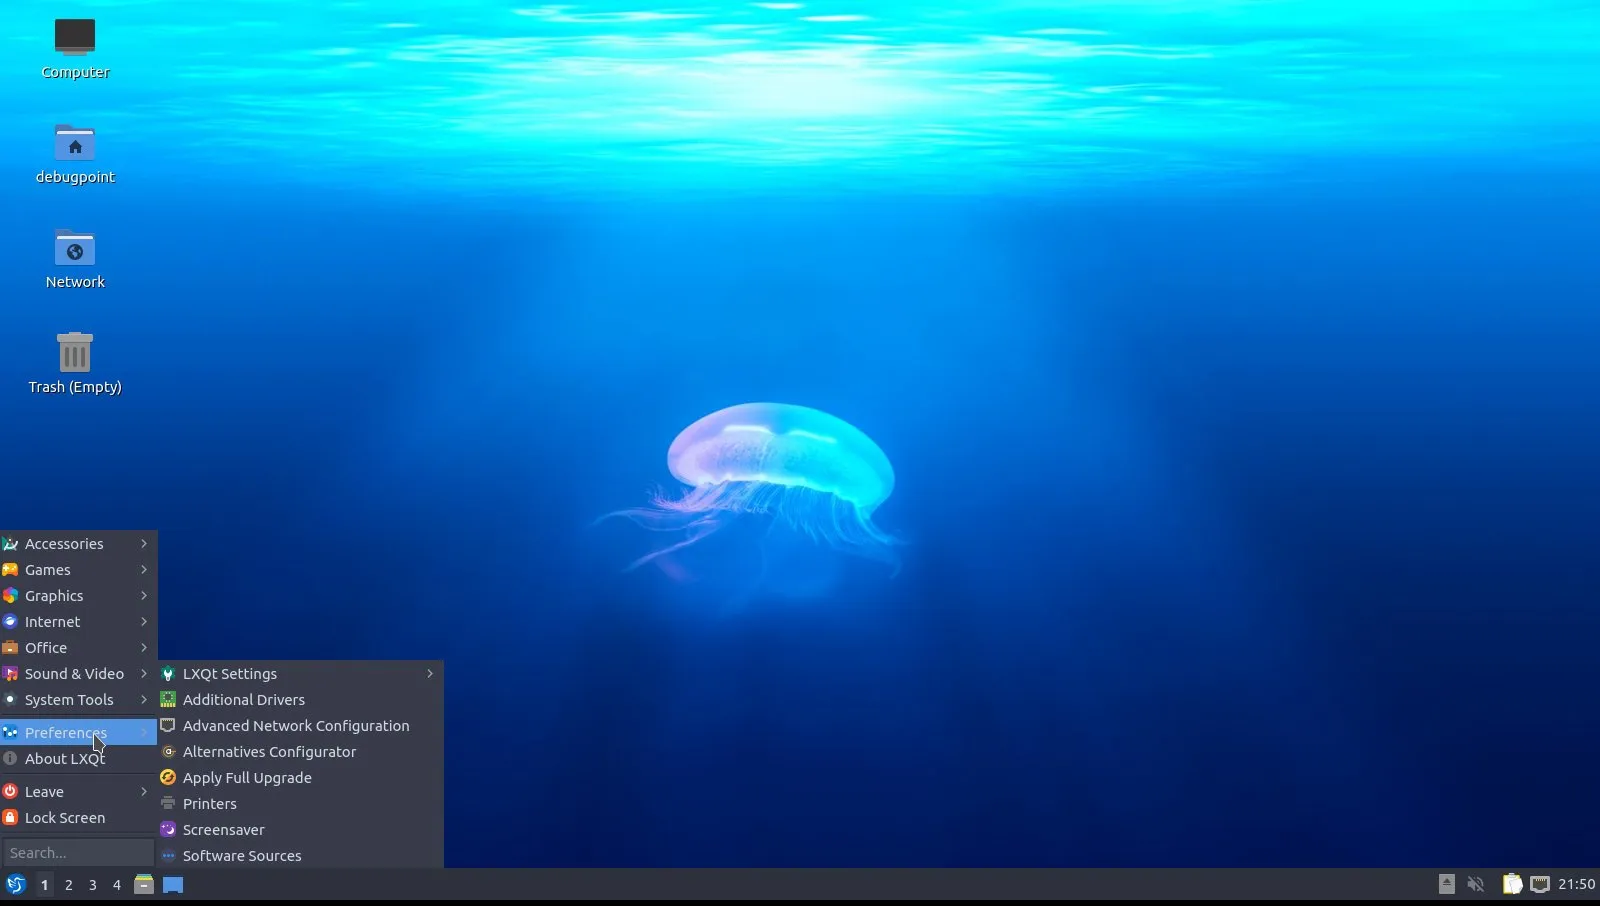 Computer
debugpoint
Network
Trash (Empty)
Accessories
Games
Graphics
Internet
Office
Sound & Video
System Tools
Preferences
About LXQt
Leave
Lock Screen
Search...
LXQt Settings
Additional Drivers
Advanced Network Configuration
Alternatives Configurator
Apply Full Upgrade
Printers
Screensaver
Software Sources
1 2 3 4
21:50